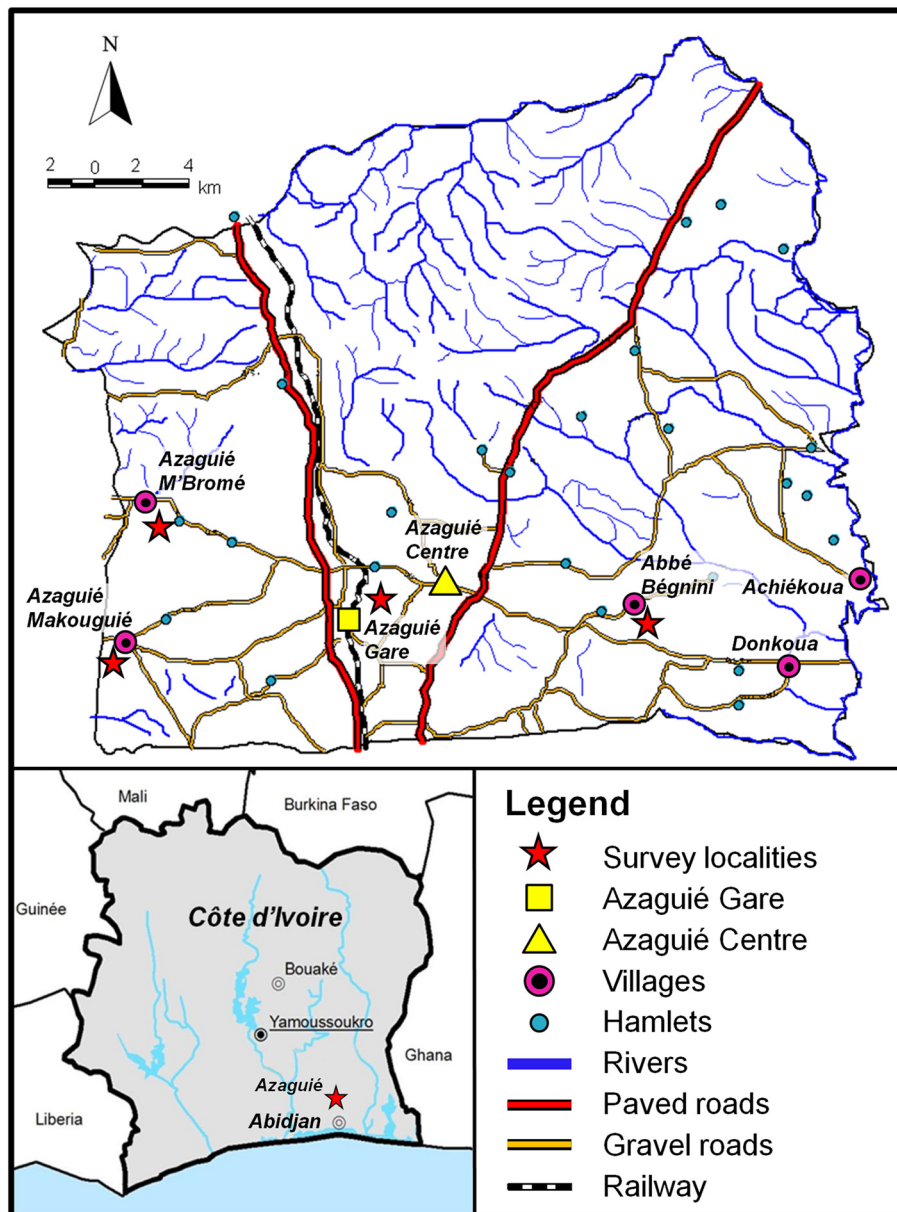 N
2 0 2 4
km
Azaguié
M'Bromé
Azaguié
Centre
Abbé
Bégnini
Achiékoua
Azaguié
Makouguié
Azaguié
Gare
Donkoua
Mali
Burkina Faso
Guinée
Côte d'Ivoire
Bouaké
Yamoussoukro
Ghana
Azaguié
Liberia
Abidjan
Legend
Survey localities
Azaguié Gare
Azaguié Centre
Villages
Hamlets
Rivers
Paved roads
Gravel roads
Railway